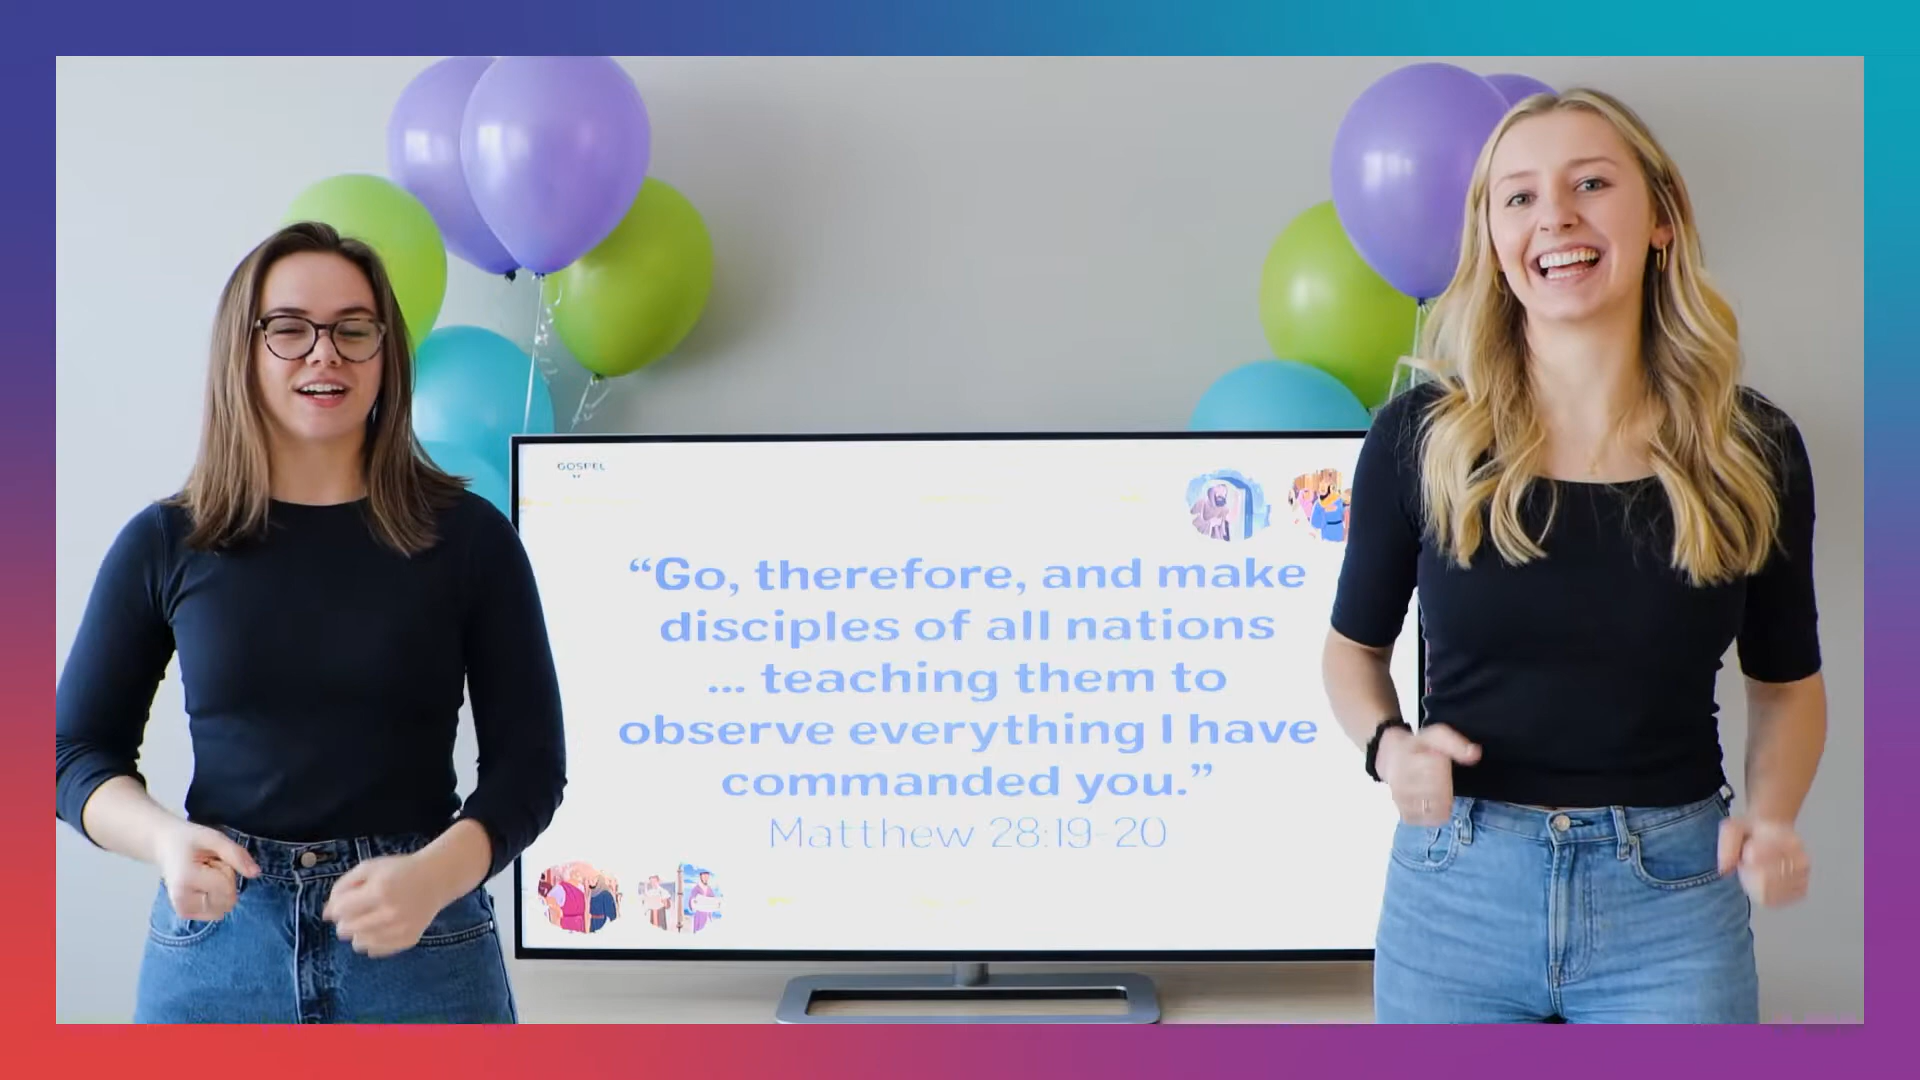 GOSPEL
“Go, therefore, and make
disciples of all nations
... teaching them to
observe everything I have
commanded you.”
Matthew 28:19-20